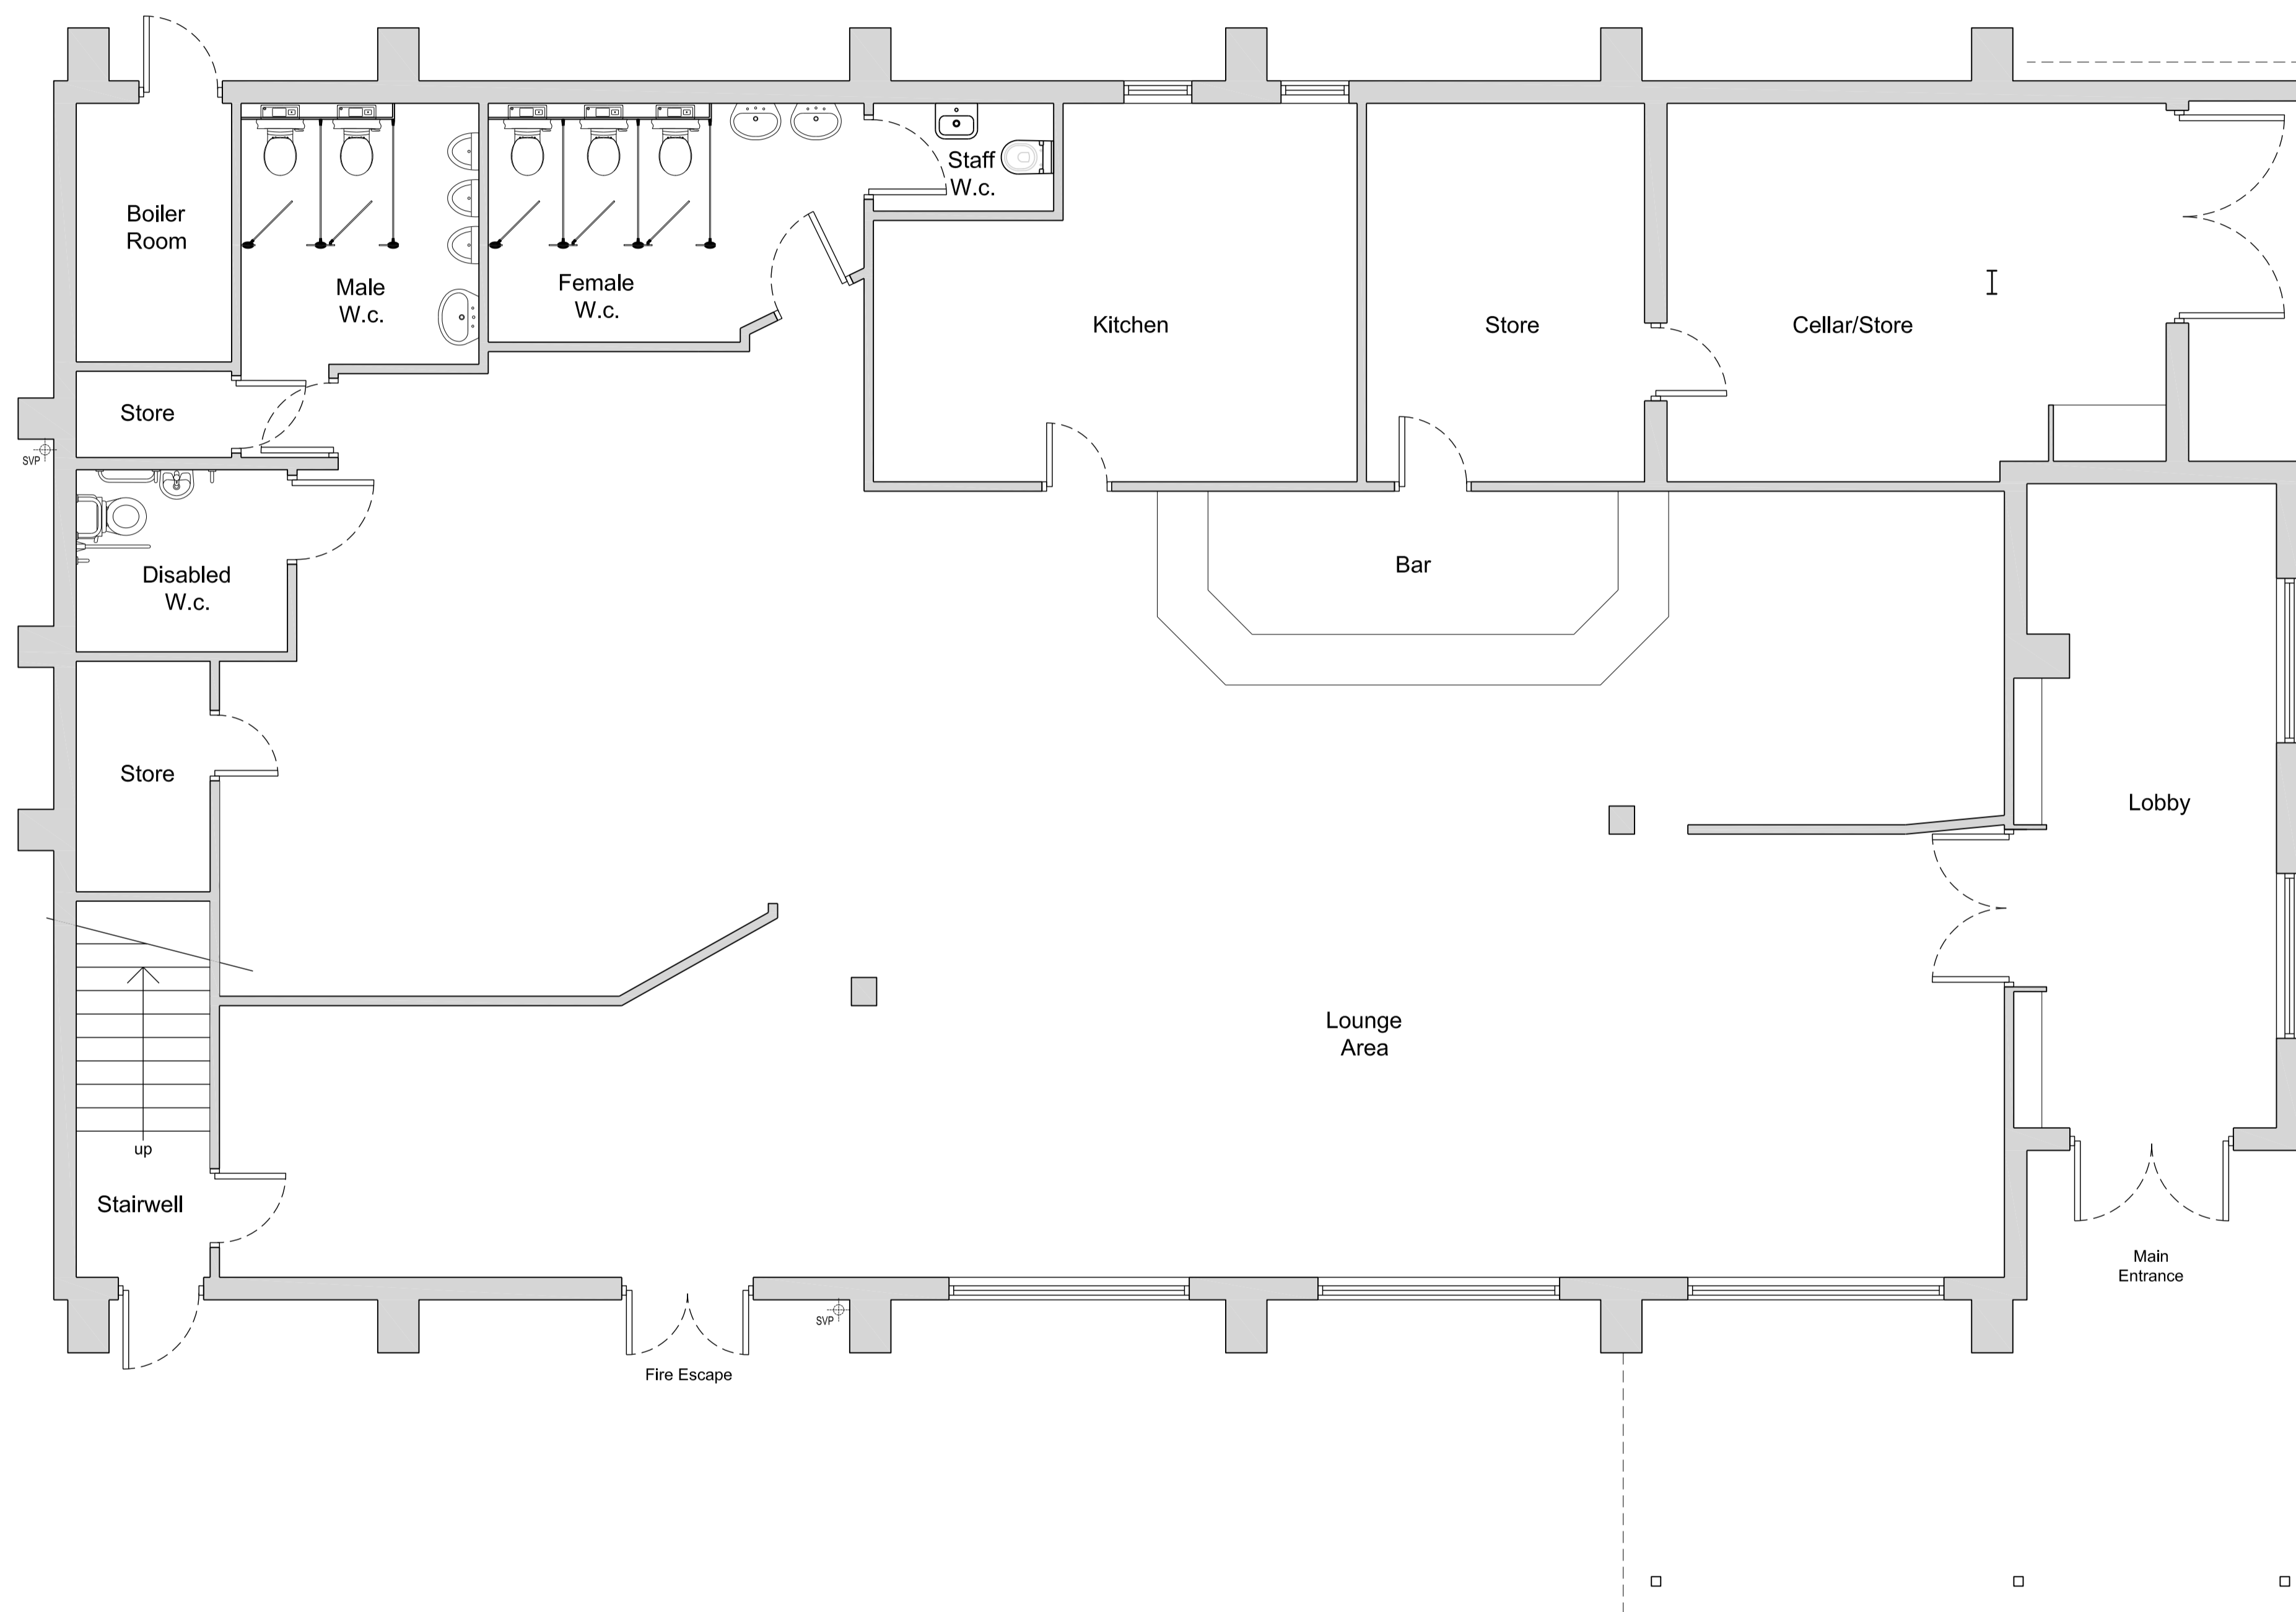 Boiler
Room
Male
W.c.
Female
W.c.
Staff
W.c.
Kitchen
Store
Cellar/Store
Store
SVP
Disabled
W.c.
Bar
Store
Lobby
Lounge
Area
up
Stairwell
Main
Entrance
SVP
Fire Escape